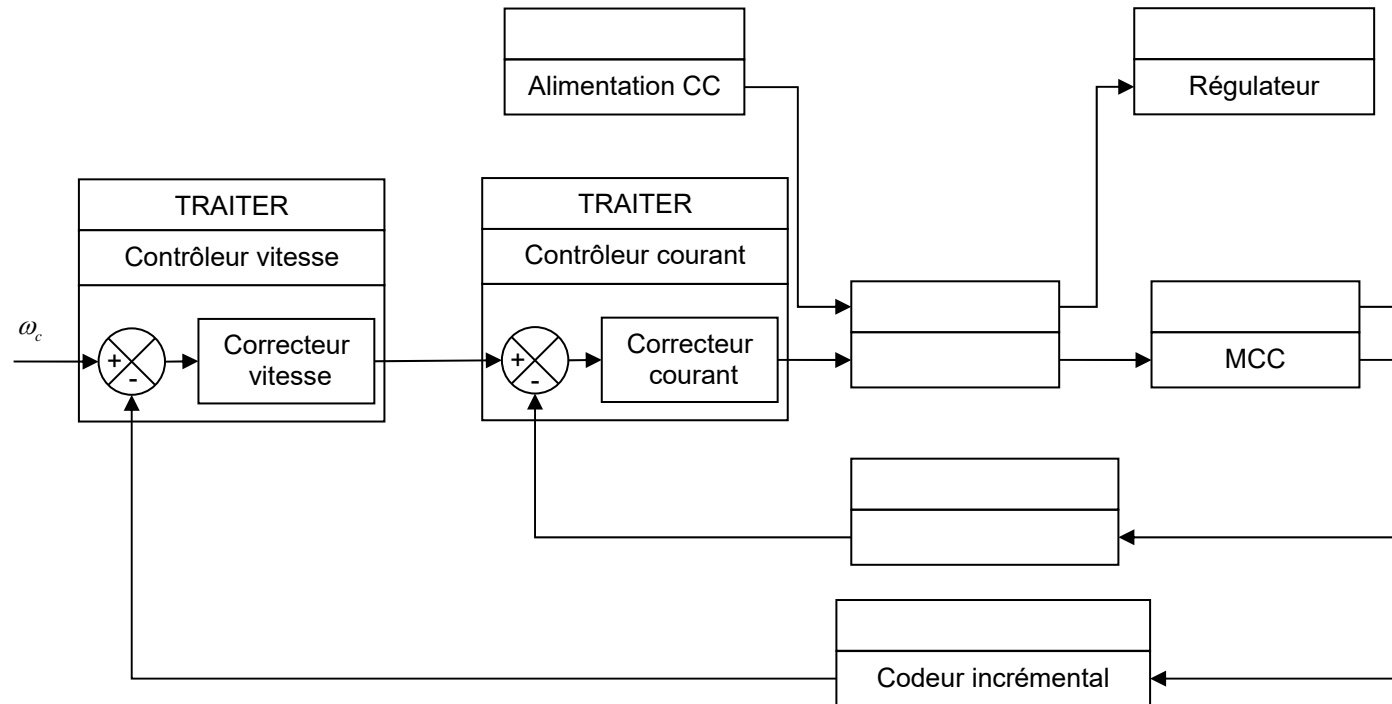 Alimentation CC
Régulateur
TRAITER
Contrôleur vitesse
TRAITER
Contrôleur courant
ω_c
+
-
Correcteur
vitesse
+
-
Correcteur
courant
MCC
Codeur incrémental